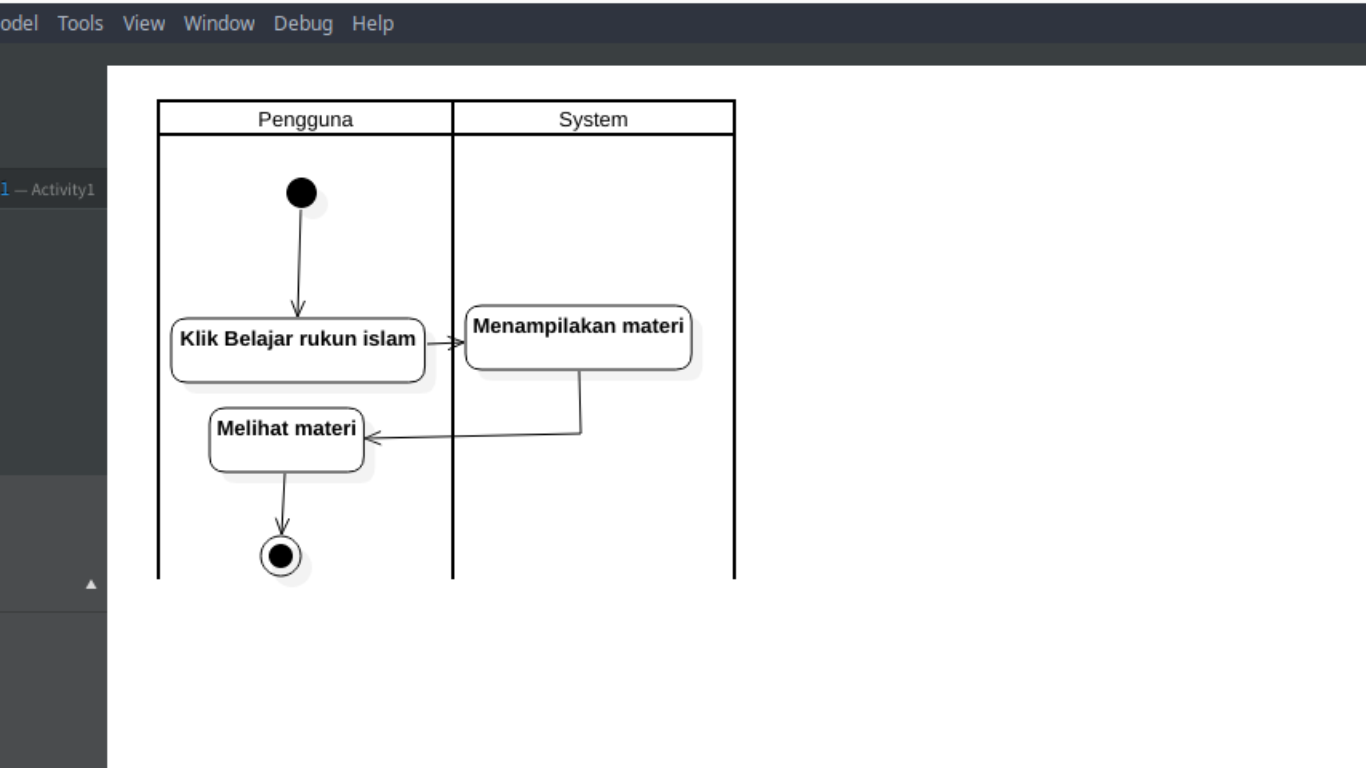 odel Tools View Window Debug Help
1 — Activity1
Pengguna System
Klik Belajar rukun islam
Menampilakan materi
Melihat materi